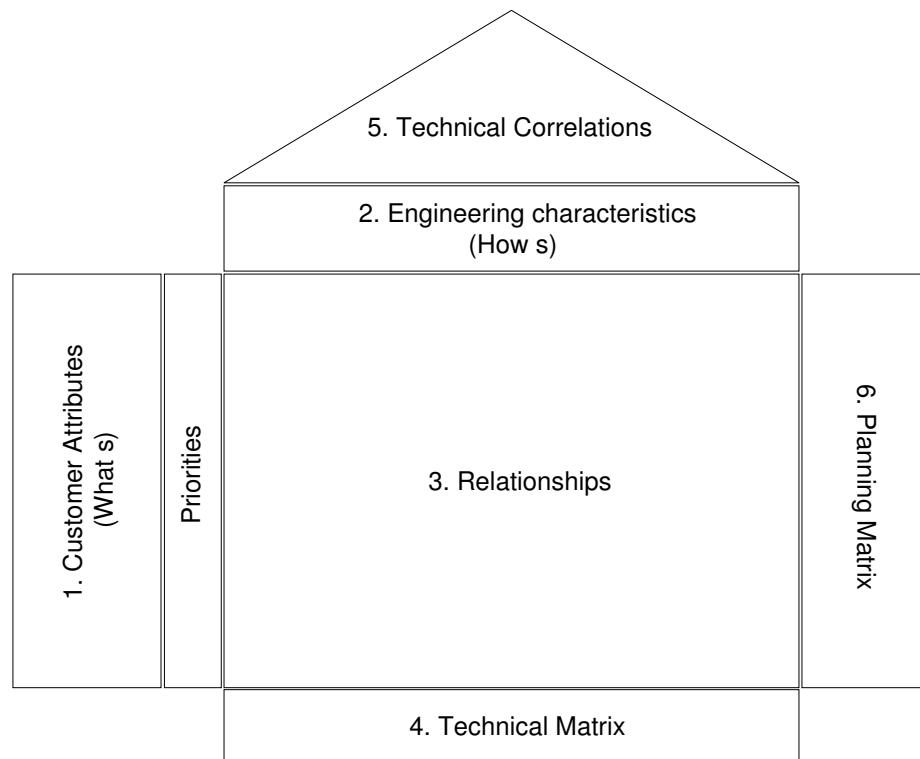 5. Technical Correlations
2. Engineering characteristics
(How s)
1. Customer Attributes
(What s)
Priorities
3. Relationships
6. Planning Matrix
4. Technical Matrix